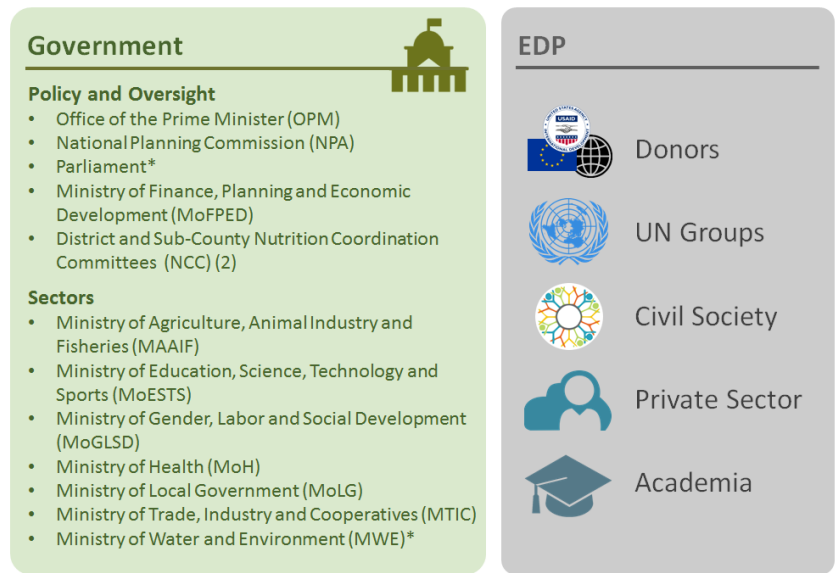 Government
Policy and Oversight
• Office of the Prime Minister (OPM)
• National Planning Commission (NPA)
• Parliament*
• Ministry of Finance, Planning and Economic
Development (MoFPED)
• District and Sub-County Nutrition Coordination
Committees (NCC) (2)
Sectors
• Ministry of Agriculture, Animal Industry and
Fisheries (MAAIF)
• Ministry of Education, Science, Technology and
Sports (MoESTS)
• Ministry of Gender, Labor and Social Development
(MoGLSD)
• Ministry of Health (MoH)
• Ministry of Local Government (MoLG)
• Ministry of Trade, Industry and Cooperatives (MTIC)
• Ministry of Water and Environment (MWE)*
EDP
USAID
Donors
UN Groups
Civil Society
Private Sector
Academia